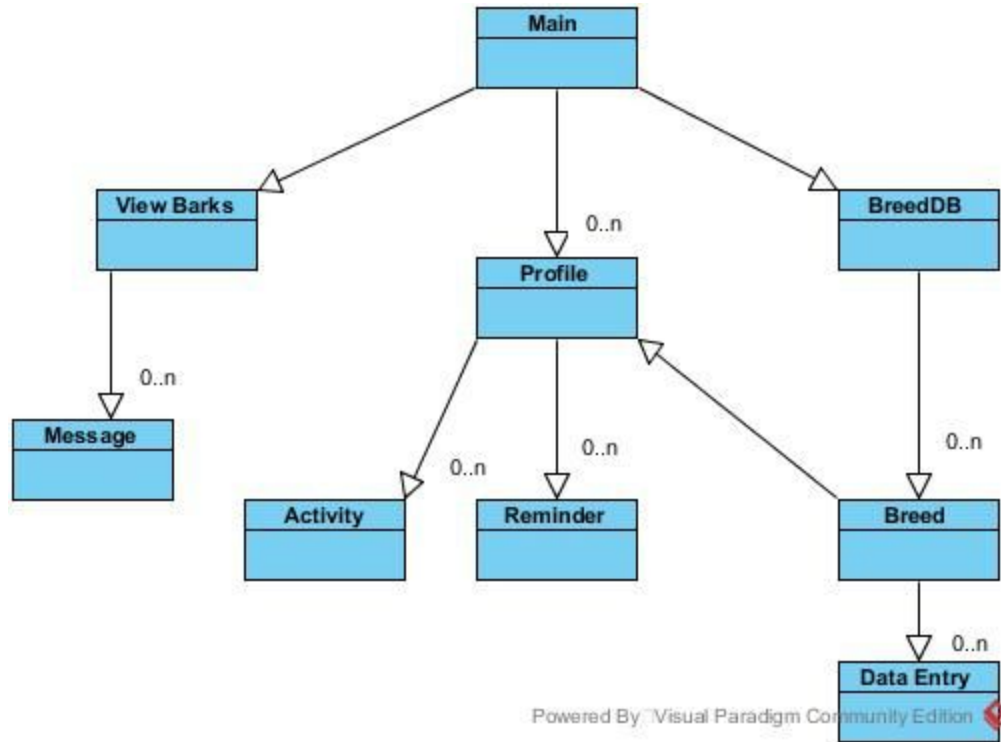 Main
View Barks
BreedDB
0..n
Profile
0..n
Message
0..n
0..n
0..n
Activity
Reminder
Breed
0..n
Data Entry
Powered By Visual Paradigm Community Edition